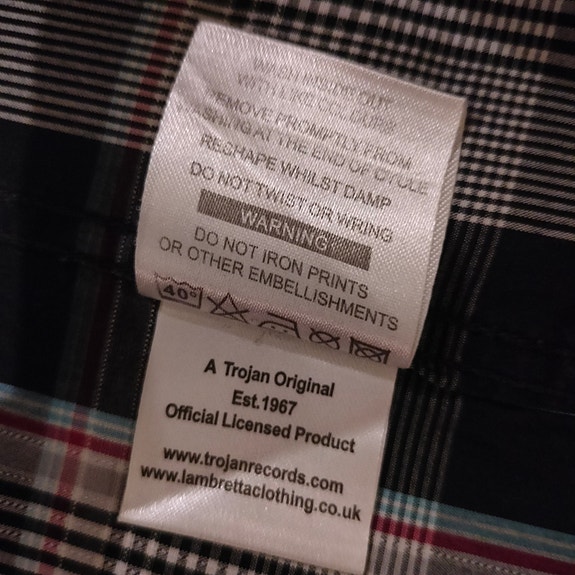 WASH INSIDE OUT
WITH LIKE COLOURS
REMOVE PROMPTLY FROM
AT THE END OF CYCLE
RESHAPE WHILST DAMP
DO NOT TWIST OR WRING
WARNING!
DO NOT IRON PRINTS
OR OTHER EMBELLISHMENTS
40°
A Trojan Original
Est.1967
Official Licensed Product
www.trojanrecords.com
www.lambrettaclothing.co.uk